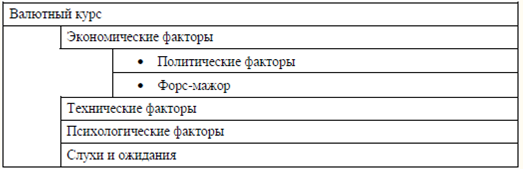 Валютный курс
Экономические факторы
• Политические факторы
• Форс-мажор
Технические факторы
Психологические факторы
Слухи и ожидания